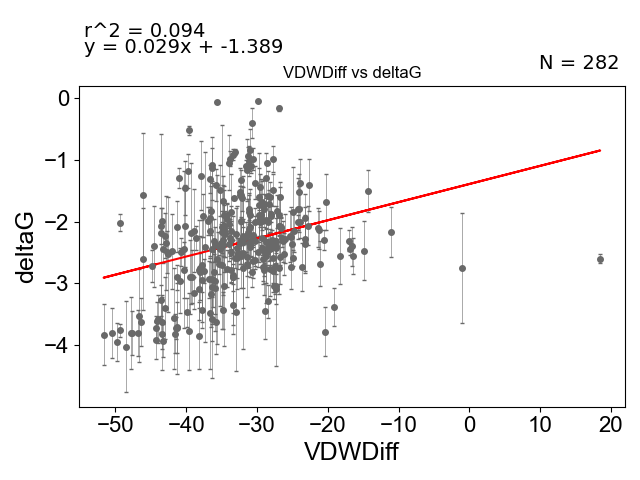 r^2 = 0.094
y = 0.029x + -1.389
N = 282
VDWDiff vs deltaG
0
−1
−2
−3
−4
deltaG
−50 −40 −30 −20 −10 0 10 20
VDWDiff